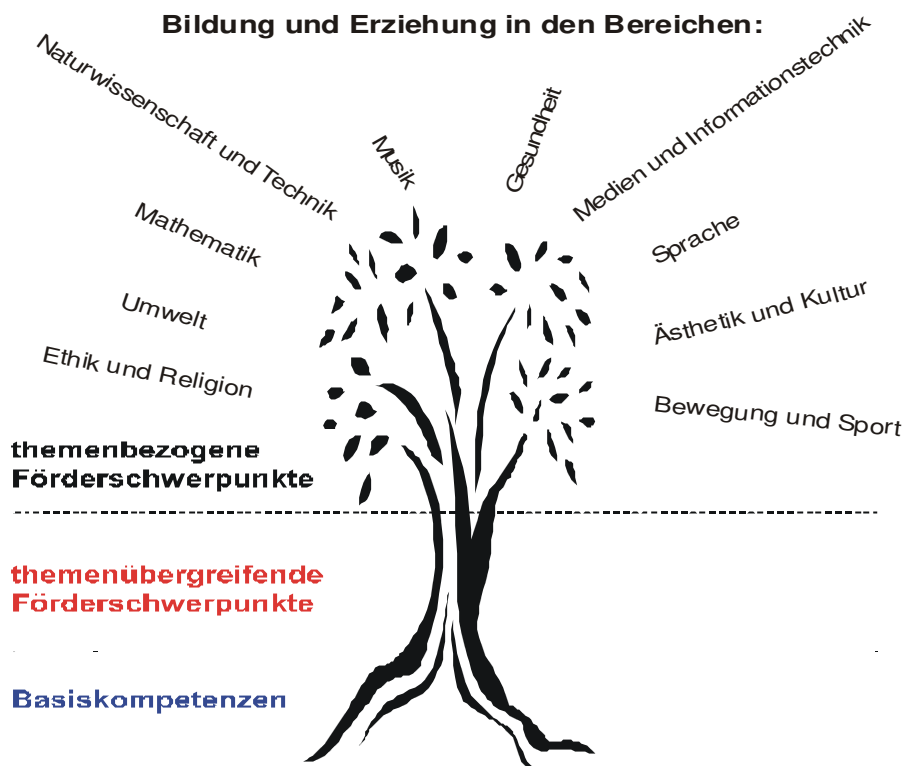 Bildung und Erziehung in den Bereichen:
Naturwissenschaft und Technik
Musik
Gesundheit
Medien und Informationstechnik
Mathematik
Sprache
Umwelt
Ästhetik und Kultur
Ethik und Religion
Bewegung und Sport
themenbezogene
Förderschwerpunkte
themenübergreifende
Förderschwerpunkte
Basiskompetenzen